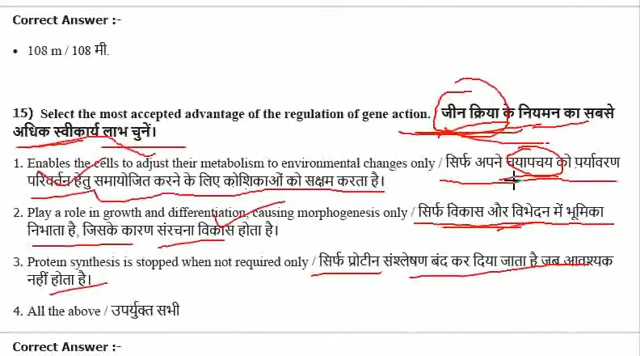 Correct Answer :-
• 108 m / 108 मी.
15) Select the most accepted advantage of the regulation of gene action. / जीन क्रिया के नियमन का सबसे
अधिक स्वीकार्य लाभ चुनें।
1. Enables the cells to adjust their metabolism to environmental changes only / सिर्फ अपने चयापचय को पर्यावरण
परिवर्तन हेतु समायोजित करने के लिए कोशिकाओं को सक्षम करता है।
2. Play a role in growth and differentiation, causing morphogenesis only / सिर्फ विकास और विभेदन में भूमिका
निभाता है, जिसके कारण संरचना विकास होता है।
3. Protein synthesis is stopped when not required only / सिर्फ प्रोटीन संश्लेषण बंद कर दिया जाता है जब आवश्यक
नहीं होता है।
4. All the above / उपर्युक्त सभी
Correct Answer :-